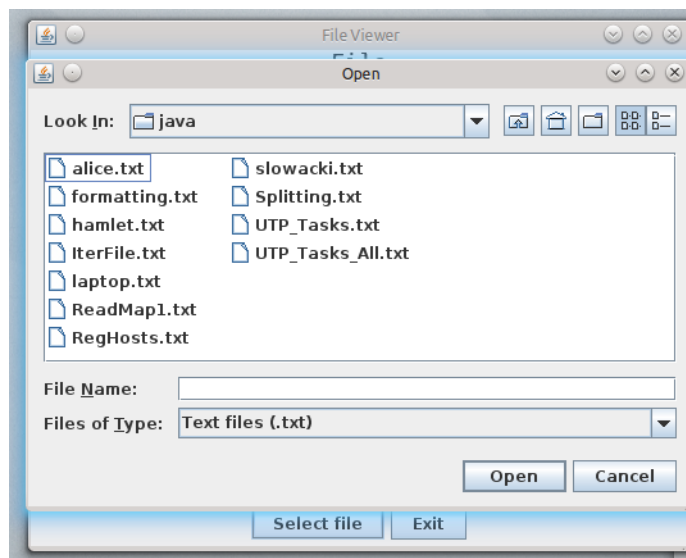 File Viewer
File
Open
Look In: java
alice.txt
formatting.txt
hamlet.txt
IterFile.txt
laptop.txt
ReadMap1.txt
RegHosts.txt
slowacki.txt
Splitting.txt
UTP_Tasks.txt
UTP_Tasks_All.txt
File Name:
Files of Type: Text files (.txt)
Open Cancel
Select file Exit